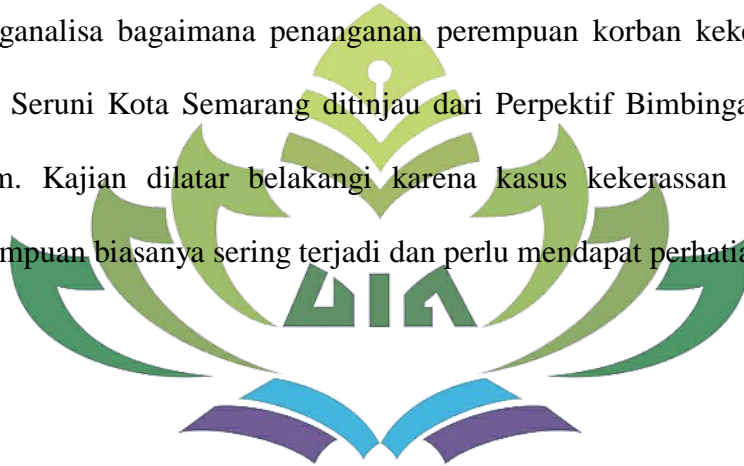 ganalisa bagaimana penanganan perempuan korban keke
Seruni Kota Semarang ditinjau dari Perpektif Bimbinga
m. Kajian dilatar belakangi karena kasus kekerassan
mpuan biasanya sering terjadi dan perlu mendapat perhatia
UIN